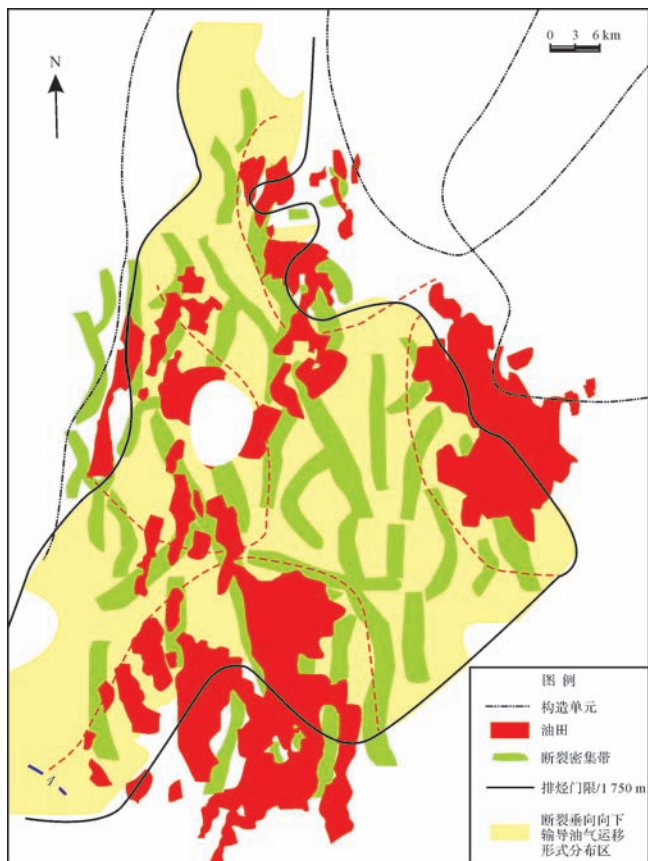 N
0 3 6 km
A
图 例
构造单元
油田
断裂密集带
排烃门限/1 750 m
断裂垂向向下
输导油气运移
形式分布区